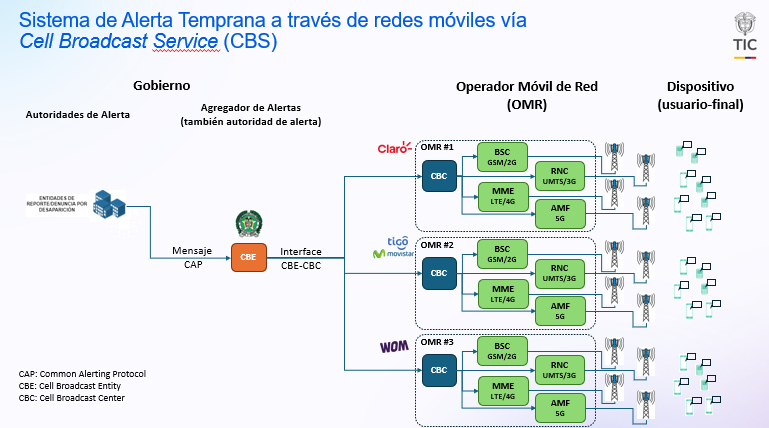 Sistema de Alerta Temprana a través de redes móviles vía
Cell Broadcast Service (CBS)
TIC
Gobierno
Operador Móvil de Red
(OMR)
Dispositivo
(usuario-final)
Autoridades de Alerta
Agregador de Alertas
(también autoridad de alerta)
ENTIDADES DE
REPORTE/DENUNCIA POR
DESAPARICIÓN
Mensaje
CAP
CBE
Interface
CBE-CBC
Claro
OMR #1
CBC
BSC
GSM/2G
RNC
UMTS/3G
MME
LTE/4G
AMF
5G
tigo
movistar
OMR #2
CBC
BSC
GSM/2G
RNC
UMTS/3G
MME
LTE/4G
AMF
5G
WOM
OMR #3
CBC
BSC
GSM/2G
RNC
UMTS/3G
MME
LTE/4G
AMF
5G
CAP: Common Alerting Protocol
CBE: Cell Broadcast Entity
CBC: Cell Broadcast Center